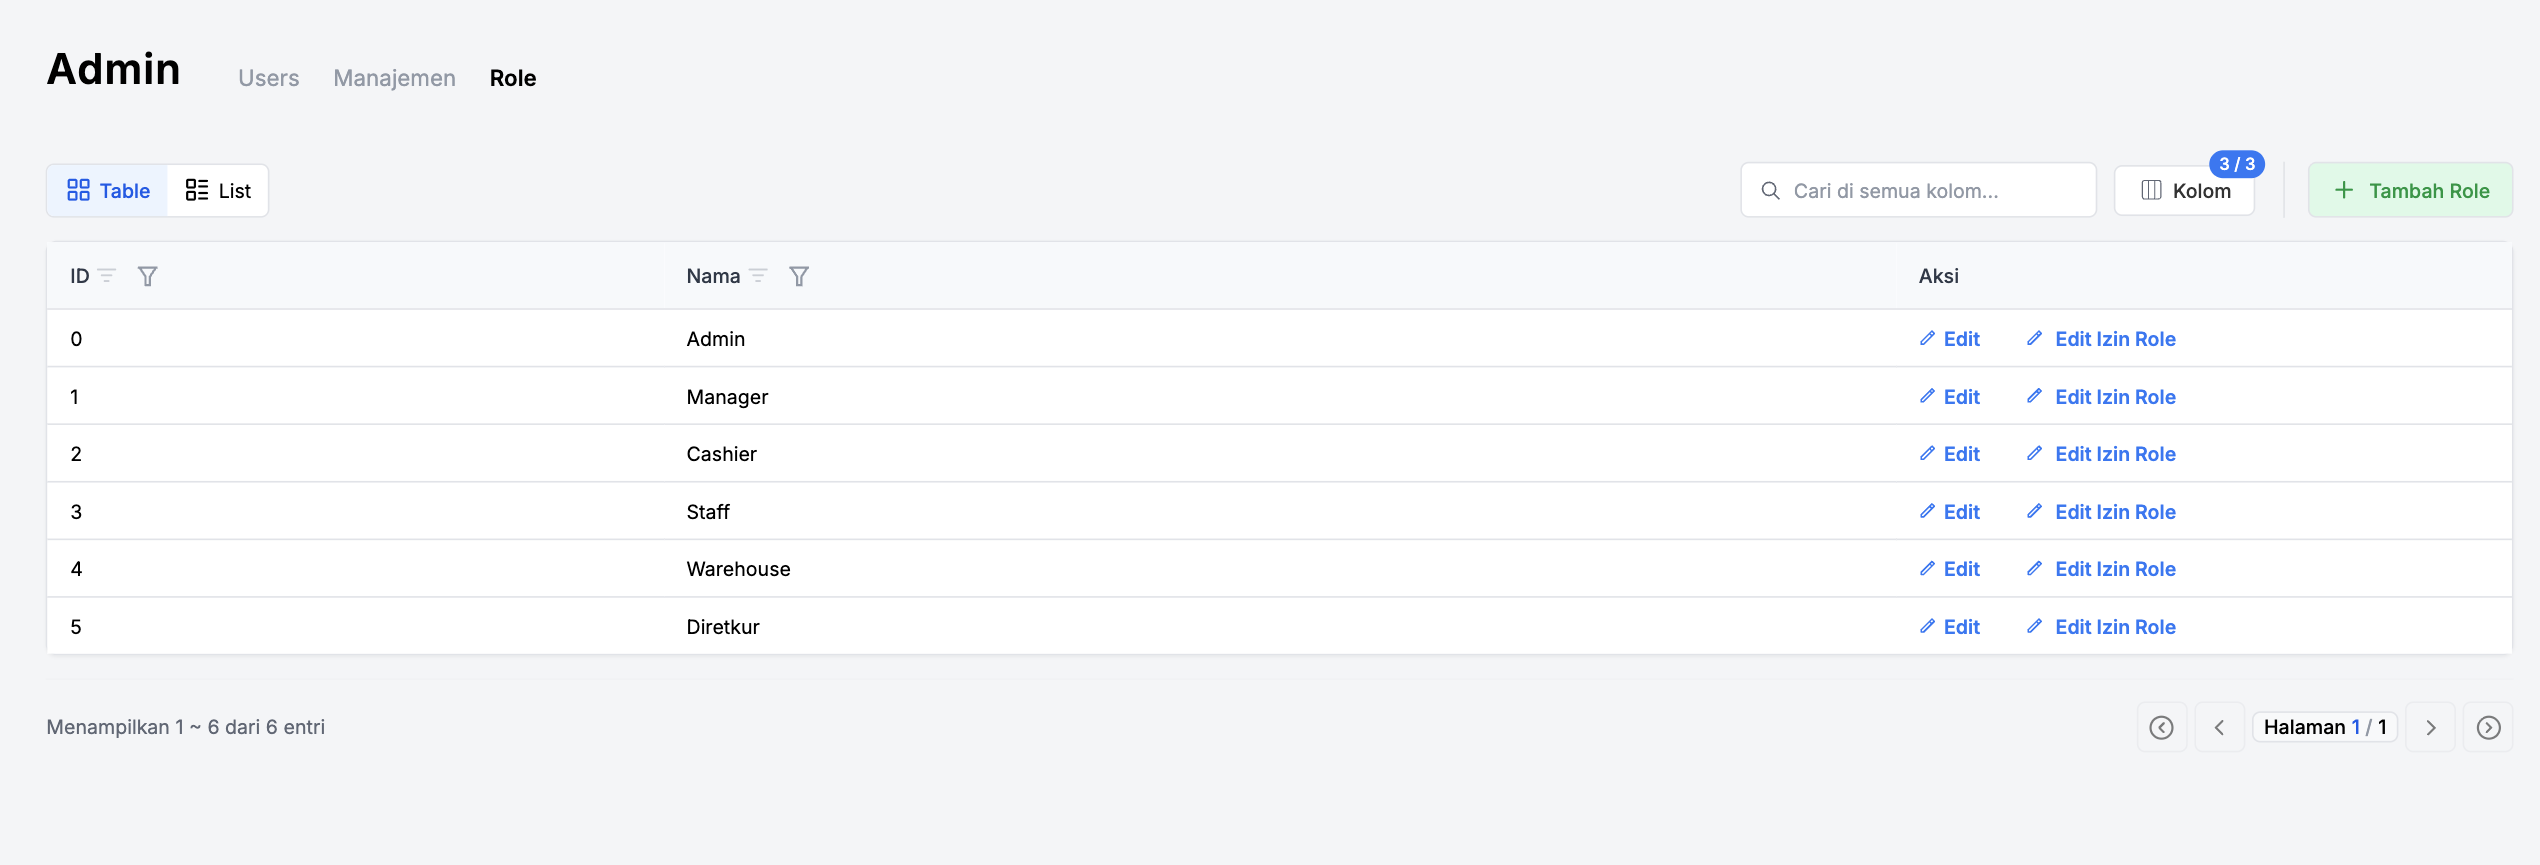 Admin Users Manajemen Role
Table List Cari di semua kolom... Kolom 3 / 3 Tambah Role
ID Nama Aksi
0 Admin Edit Edit Izin Role
1 Manager Edit Edit Izin Role
2 Cashier Edit Edit Izin Role
3 Staff Edit Edit Izin Role
4 Warehouse Edit Edit Izin Role
5 Diretkur Edit Edit Izin Role
Menampilkan 1 ~ 6 dari 6 entri Halaman 1 / 1